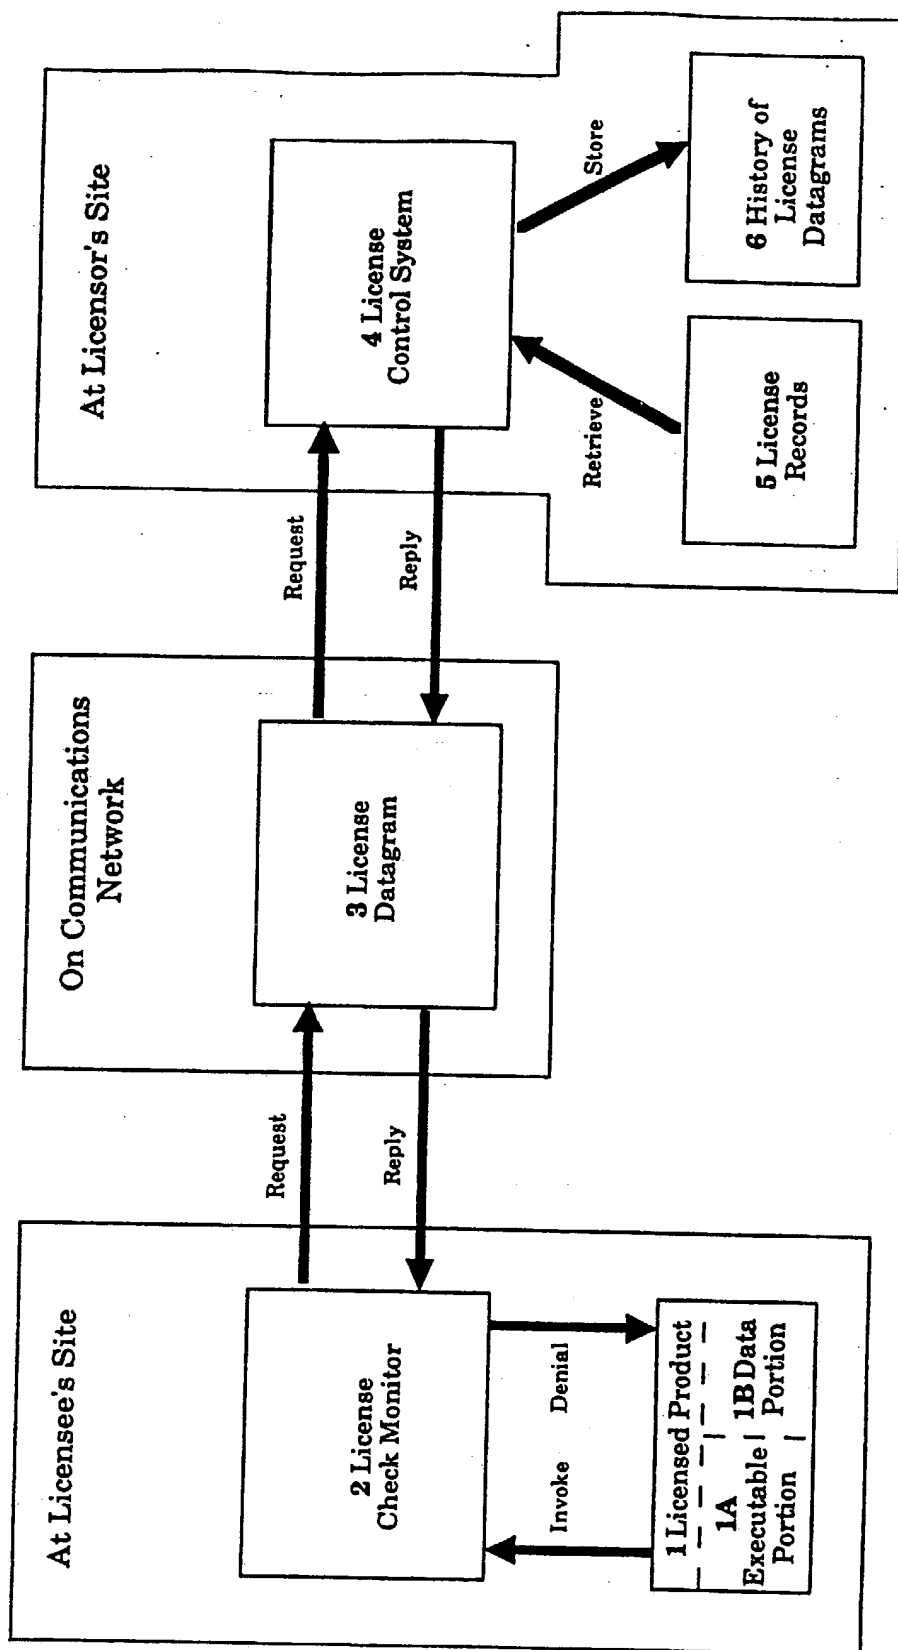 At Licensee's Site
2 License
Check Monitor
Invoke
Denial
1 Licensed Product
1A
Executable
Portion
1B Data
Portion
Request
Reply
On Communications
Network
3 License
Datagram
Request
Reply
At Licensor's Site
4 License
Control System
Retrieve
Store
5 License
Records
6 History of
License
Datagrams